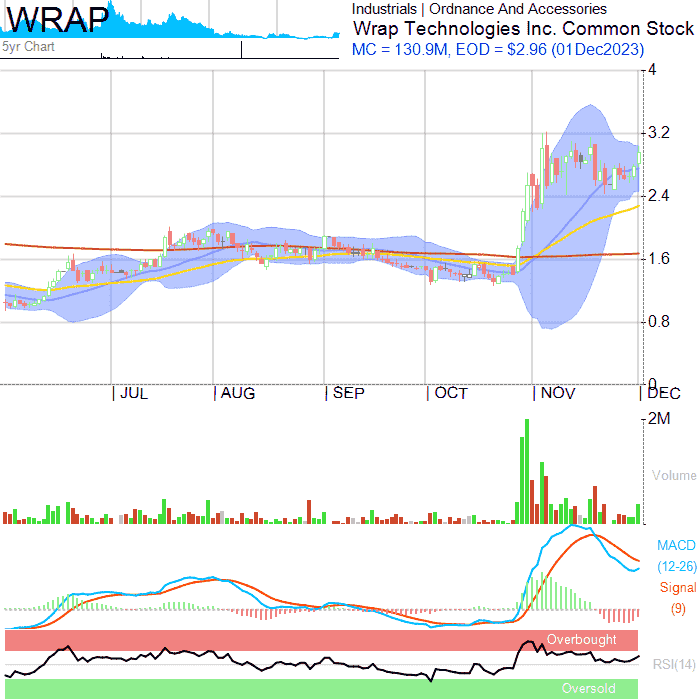 WRAP
5yr Chart
Industrials | Ordnance And Accessories
Wrap Technologies Inc. Common Stock
MC = 130.9M, EOD = $2.96 (01Dec2023)
4
3.2
2.4
1.6
0.8
0
JUL AUG SEP OCT NOV DEC
2M
Volume
MACD
(12-26)
Signal
(9)
Overbought
RSI(14)
Oversold